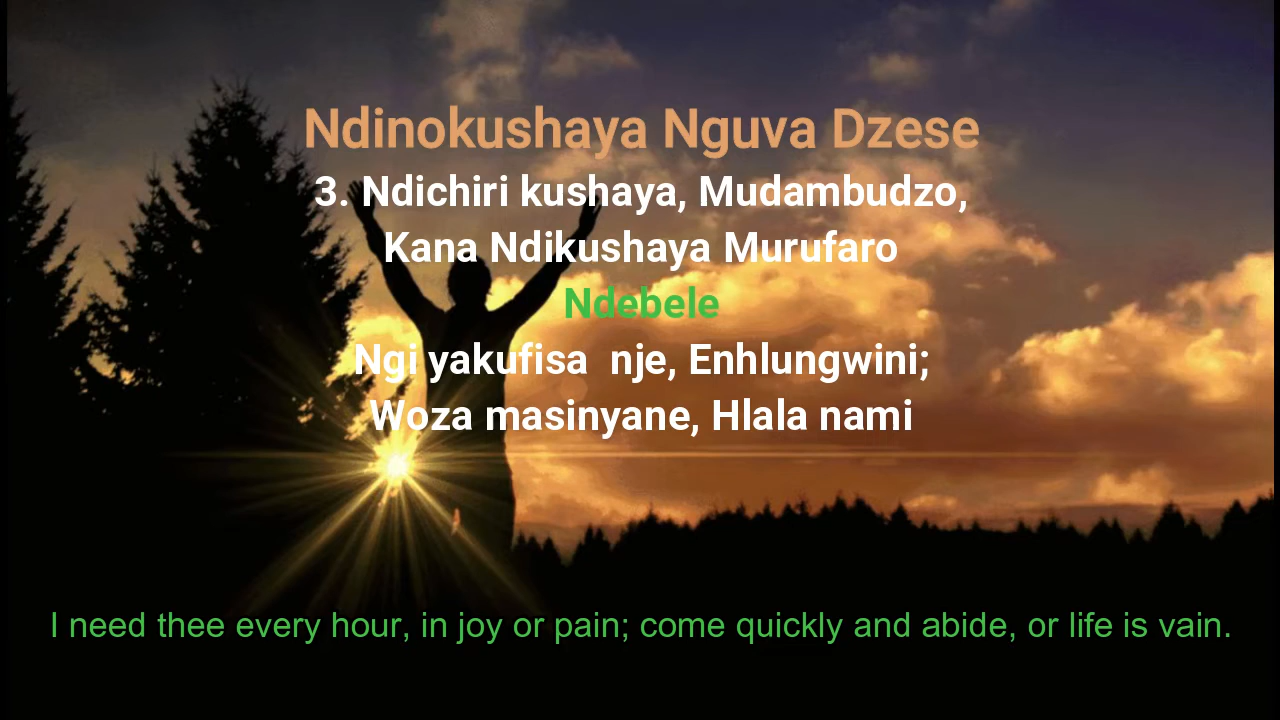 Ndinokushaya Nguva Dzese
3. Ndichiri kushaya, Mudambudzo,
Kana Ndikushaya Murufaro
Ndebele
Ngi yakufisa  nje, Enhlungwini;
Woza masinyane, Hlala nami
I need thee every hour, in joy or pain; come quickly and abide, or life is vain.